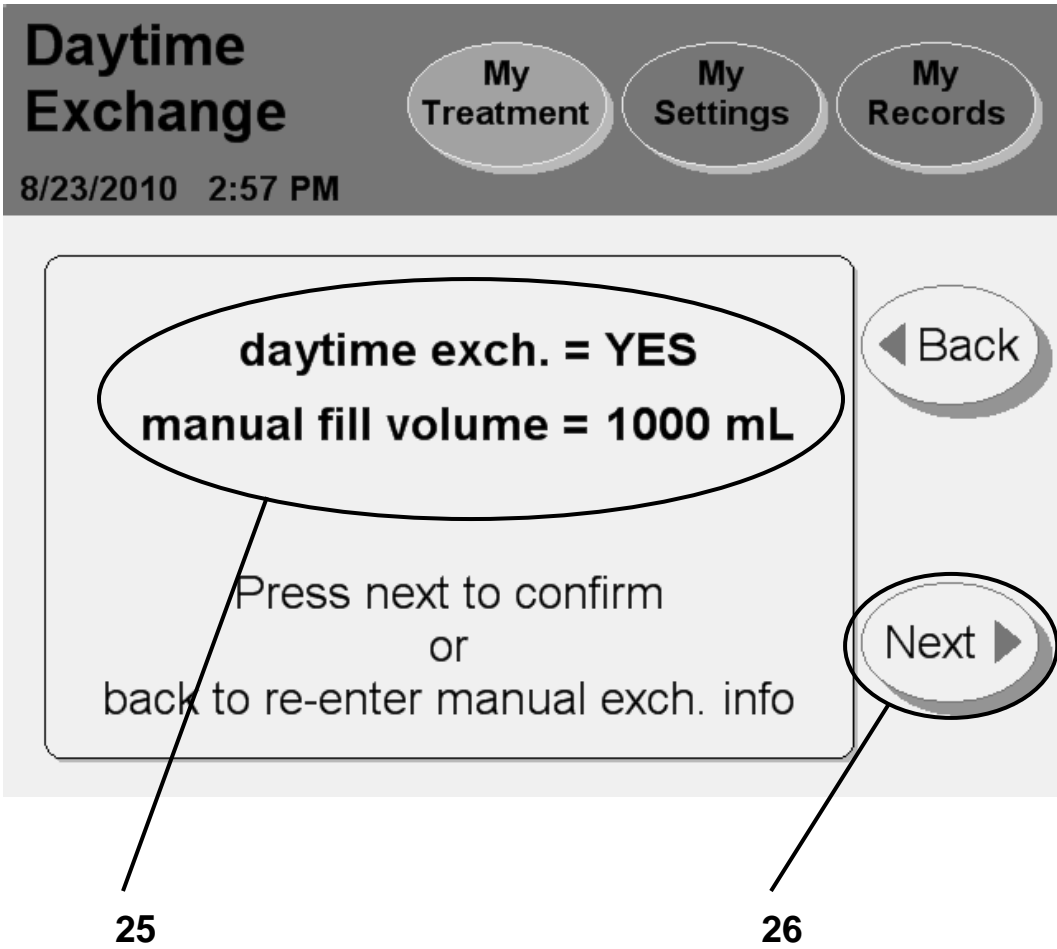 Daytime
Exchange
8/23/2010 2:57 PM
My
Treatment
My
Settings
My
Records
daytime exch. = YES
manual fill volume = 1000 mL
Press next to confirm
or
back to re-enter manual exch. info
Back
Next
25
26